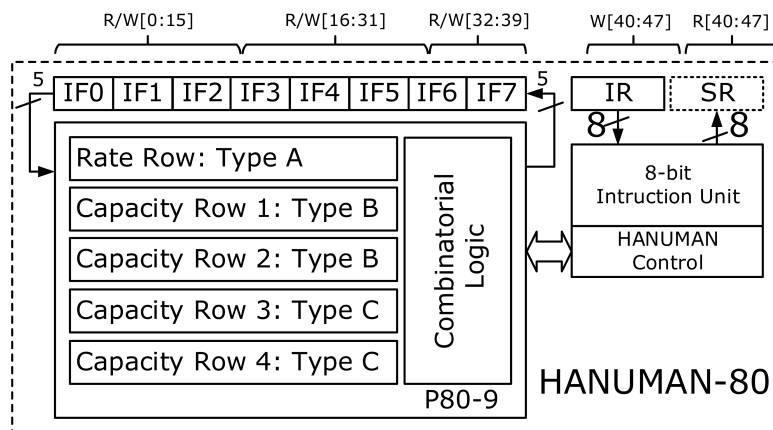 R/W[0:15] R/W[16:31] R/W[32:39] W[40:47] R[40:47]
5 IF0 IF1 IF2 IF3 IF4 IF5 IF6 IF7 5 IR SR
8 8
Rate Row: Type A
Capacity Row 1: Type B
Capacity Row 2: Type B
Capacity Row 3: Type C
Capacity Row 4: Type C
Combinatorial
Logic
P80-9
8-bit
Intruction Unit
HANUMAN
Control
HANUMAN-80